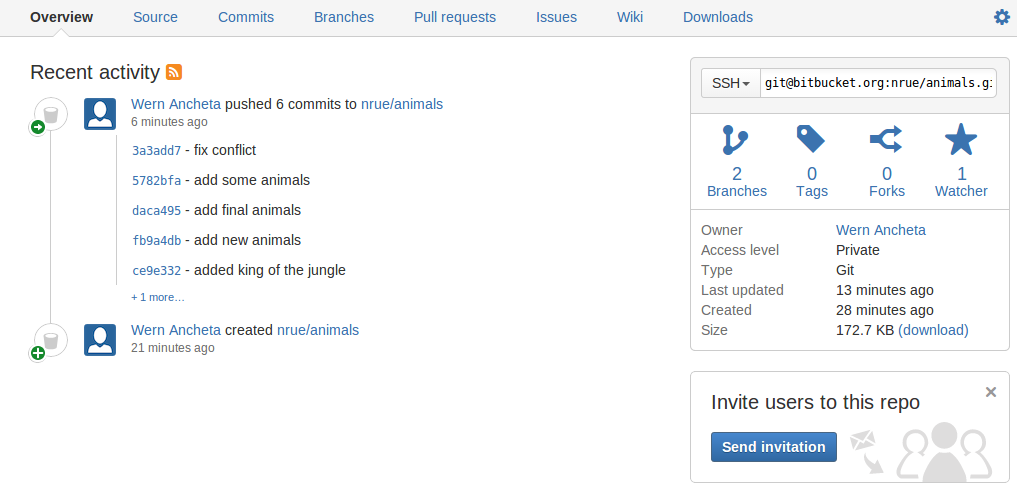 Overview Source Commits Branches Pull requests Issues Wiki Downloads
Recent activity
Wern Ancheta pushed 6 commits to nrue/animals
6 minutes ago
3a3add7 - fix conflict
5782bfa - add some animals
daca495 - add final animals
fb9a4db - add new animals
ce9e332 - added king of the jungle
+ 1 more…
Wern Ancheta created nrue/animals
21 minutes ago
SSH git@bitbucket.org:nrue/animals.gi
2 0 0 1
Branches Tags Forks Watcher
Owner Wern Ancheta
Access level Private
Type Git
Last updated 13 minutes ago
Created 28 minutes ago
Size 172.7 KB (download)
Invite users to this repo
Send invitation